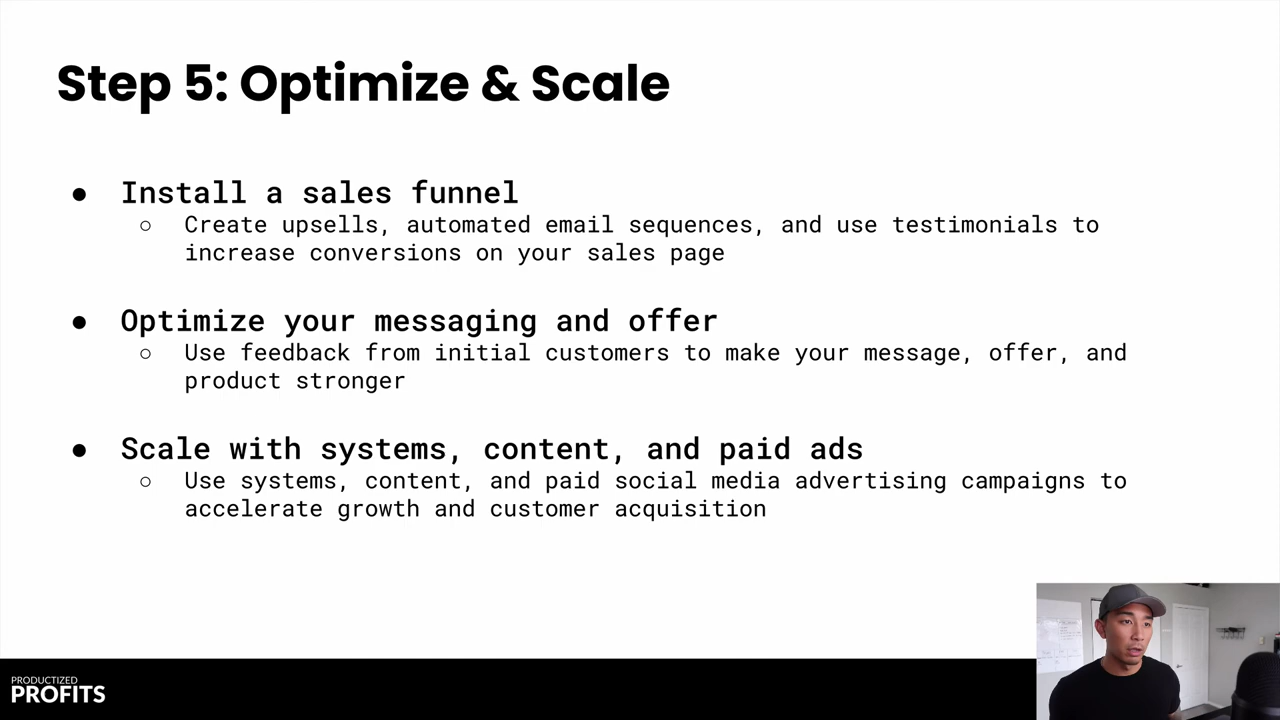 Step 5: Optimize & Scale
● Install a sales funnel
○ Create upsells, automated email sequences, and use testimonials to
increase conversions on your sales page
● Optimize your messaging and offer
○ Use feedback from initial customers to make your message, offer, and
product stronger
● Scale with systems, content, and paid ads
○ Use systems, content, and paid social media advertising campaigns to
accelerate growth and customer acquisition
PRODUCTIZED
PROFITS